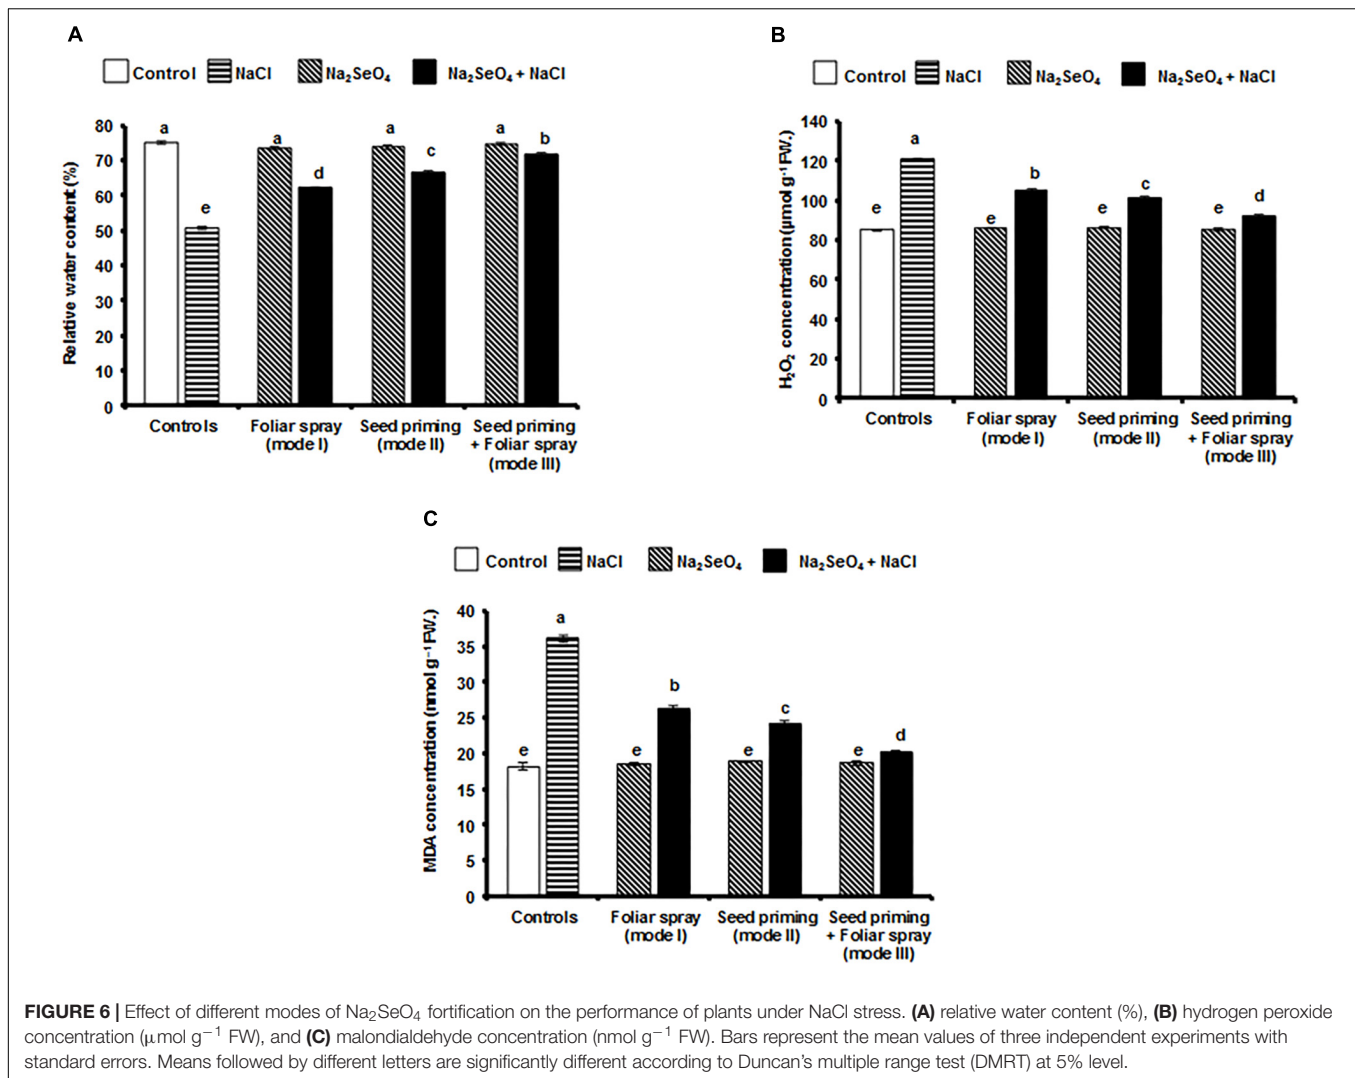 A
Control NaCl Na₂SeO₄ Na₂SeO₄ + NaCl
Relative water content (%)
80
70
60
50
40
30
20
10
0
a e a d a c a b
Controls Foliar spray Seed priming Seed priming
(mode I) (mode II) + Foliar spray
(mode III)
B
Control NaCl Na₂SeO₄ Na₂SeO₄ + NaCl
H₂O₂ concentration (µmol g⁻¹ FW.)
140
120
100
80
60
40
20
0
e a e b e c e d
Controls Foliar spray Seed priming Seed priming
(mode I) (mode II) + Foliar spray
(mode III)
C
Control NaCl Na₂SeO₄ Na₂SeO₄ + NaCl
MDA concentration (nmol g⁻¹ FW.)
40
35
30
25
20
15
10
5
0
e a e b e c e d
Controls Foliar spray Seed priming Seed priming
(mode I) (mode II) + Foliar spray
(mode III)
FIGURE 6 | Effect of different modes of Na₂SeO₄ fortification on the performance of plants under NaCl stress. (A) relative water content (%), (B) hydrogen peroxide
concentration (µmol g⁻¹ FW), and (C) malondialdehyde concentration (nmol g⁻¹ FW). Bars represent the mean values of three independent experiments with
standard errors. Means followed by different letters are significantly different according to Duncan's multiple range test (DMRT) at 5% level.